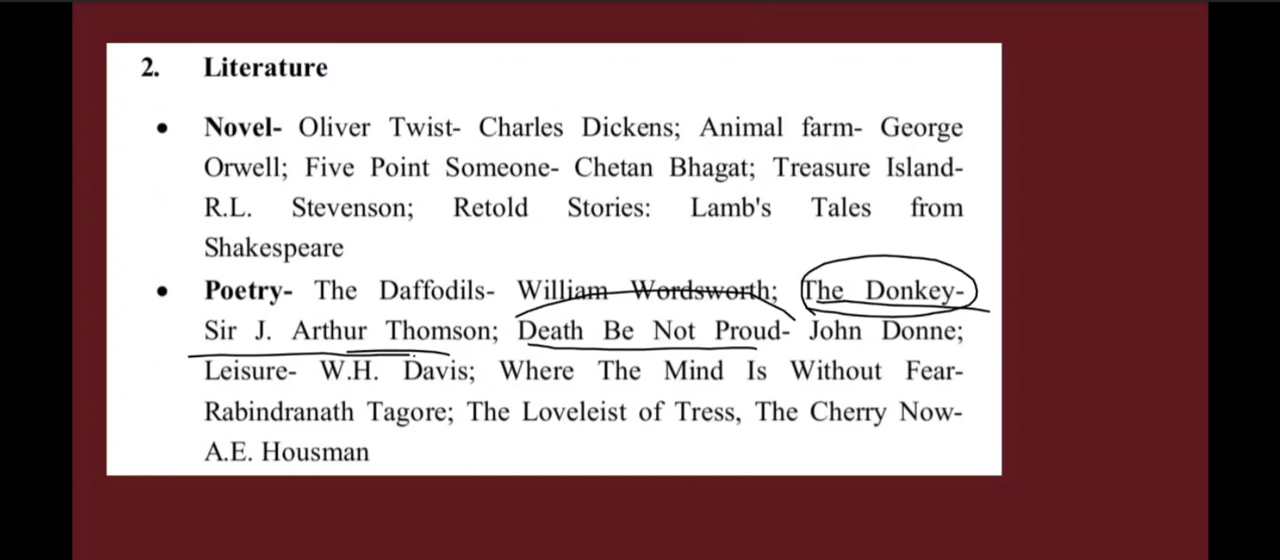 2. Literature
• Novel- Oliver Twist- Charles Dickens; Animal farm- George
Orwell; Five Point Someone- Chetan Bhagat; Treasure Island-
R.L. Stevenson; Retold Stories: Lamb's Tales from
Shakespeare
• Poetry- The Daffodils- William Wordsworth; The Donkey-
Sir J. Arthur Thomson; Death Be Not Proud- John Donne;
Leisure- W.H. Davis; Where The Mind Is Without Fear-
Rabindranath Tagore; The Loveleist of Tress, The Cherry Now-
A.E. Housman